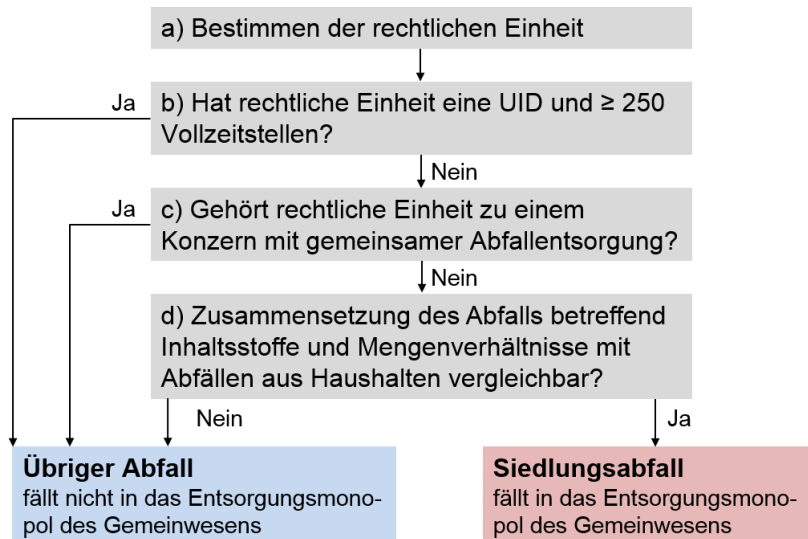 a) Bestimmen der rechtlichen Einheit
Ja
b) Hat rechtliche Einheit eine UID und ≥ 250
Vollzeitstellen?
Nein
Ja
c) Gehört rechtliche Einheit zu einem
Konzern mit gemeinsamer Abfallentsorgung?
Nein
d) Zusammensetzung des Abfalls betreffend
Inhaltsstoffe und Mengenverhältnisse mit
Abfällen aus Haushalten vergleichbar?
Nein
Ja
Übriger Abfall
fällt nicht in das Entsorgungsmono-
pol des Gemeinwesens
Siedlungsabfall
fällt in das Entsorgungsmono-
pol des Gemeinwesens